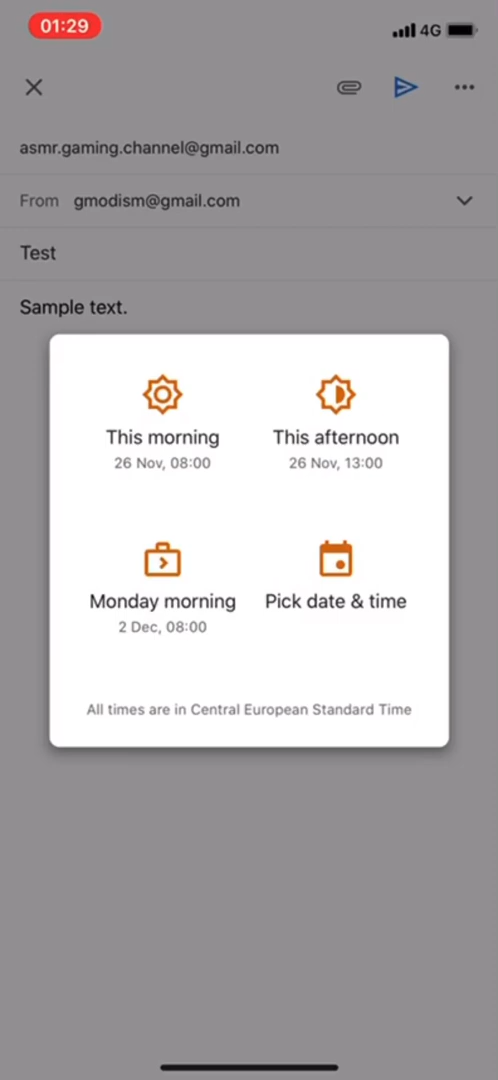 01:29
4G
asmr.gaming.channel@gmail.com
From gmodism@gmail.com
Test
Sample text.
This morning
26 Nov, 08:00
This afternoon
26 Nov, 13:00
Monday morning
2 Dec, 08:00
Pick date & time
All times are in Central European Standard Time